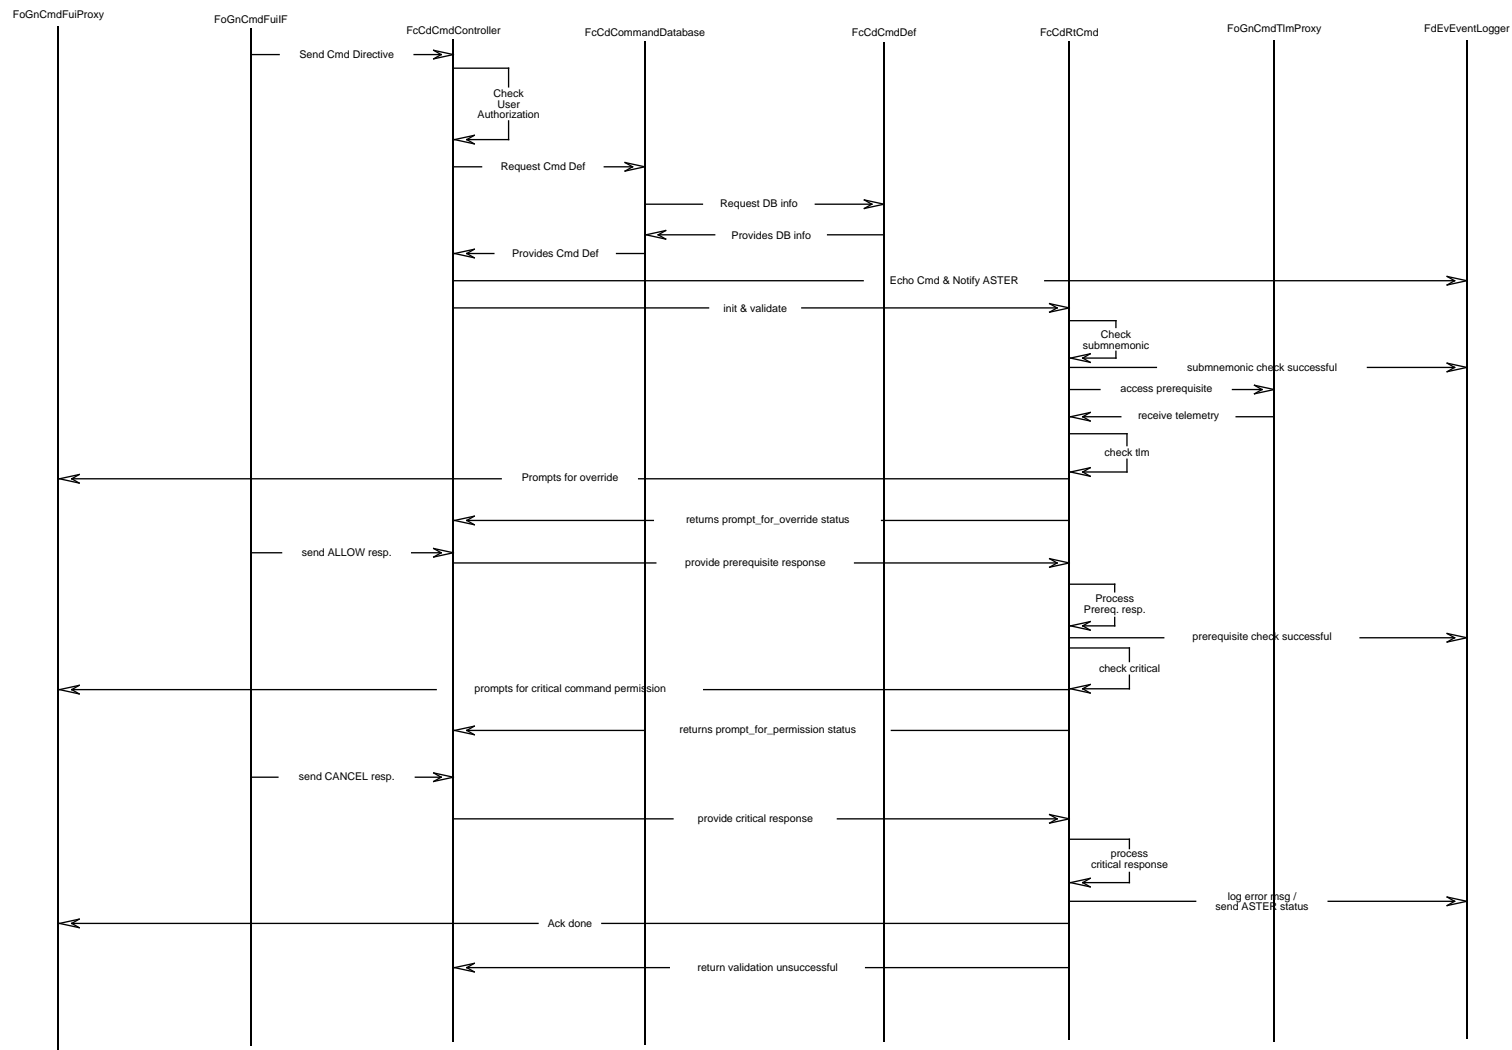 FoGnCmdFuiProxy
FoGnCmdFuiIF
FcCdCmdController
FcCdCommandDatabase
FcCdCmdDef
FcCdRtCmd
FoGnCmdTlmProxy
FdEvEventLogger
Send Cmd Directive
Check
User
Authorization
Request Cmd Def
Request DB info
Provides DB info
Provides Cmd Def
Echo Cmd & Notify ASTER
init & validate
Check
submnemonic
submnemonic check successful
access prerequisite
receive telemetry
check tlm
Prompts for override
returns prompt_for_override status
send ALLOW resp.
provide prerequisite response
Process
Prereq. resp.
prerequisite check successful
check critical
prompts for critical command permission
returns prompt_for_permission status
send CANCEL resp.
provide critical response
process
critical response
log error msg /
send ASTER status
Ack done
return validation unsuccessful